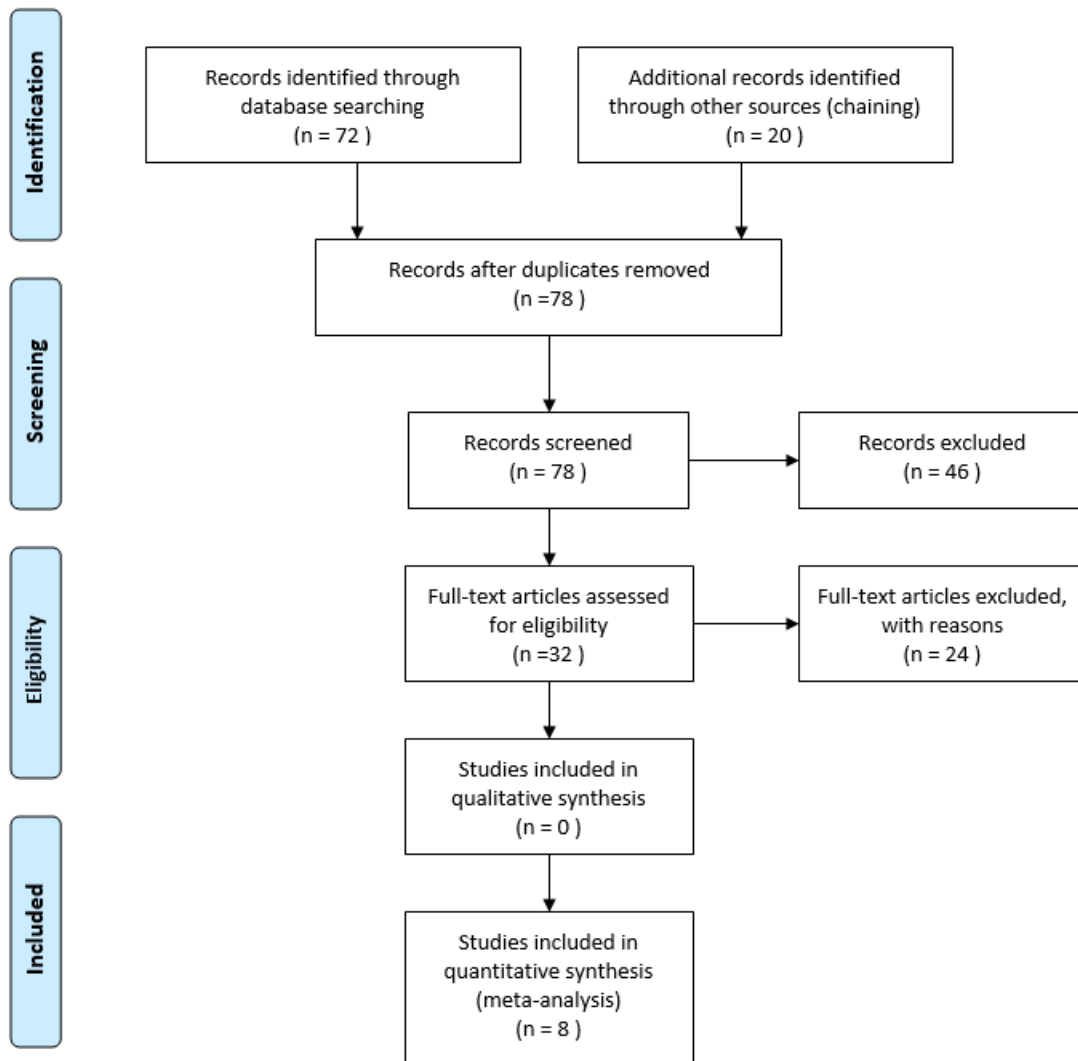 Identification
Records identified through
database searching
(n = 72 )
Additional records identified
through other sources (chaining)
(n = 20 )
Records after duplicates removed
(n =78 )
Screening
Records screened
(n = 78 )
Records excluded
(n = 46 )
Eligibility
Full-text articles assessed
for eligibility
(n =32 )
Full-text articles excluded,
with reasons
(n = 24 )
Studies included in
qualitative synthesis
(n = 0 )
Included
Studies included in
quantitative synthesis
(meta-analysis)
(n = 8 )